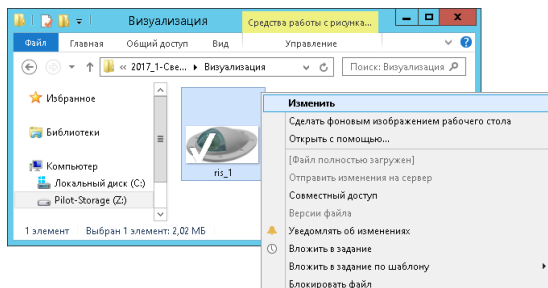 Визуализация
Средства работы с рисунка...
Файл
Главная
Общий доступ
Вид
Управление
« 2017_1-Све... ▸ Визуализация
Поиск: Визуализация
Избранное
Библиотеки
Компьютер
Локальный диск (C:)
Pilot-Storage (Z:)
ris_1
1 элемент
Выбран 1 элемент: 2,02 МБ
Изменить
Сделать фоновым изображением рабочего стола
Открыть с помощью...
[Файл полностью загружен]
Отправить изменения на сервер
Совместный доступ
Версии файла
Уведомлять об изменениях
Вложить в задание
Вложить в задание по шаблону
Блокировать файл